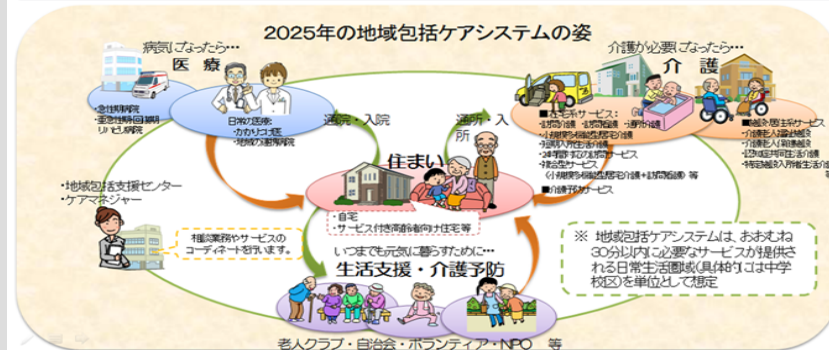 2025年の地域包括ケアシステムの姿
病気になったら…
医 療
・急性期病院
・亜急性期・回復期
リハビリ病院
日常の医療:
・かかりつけ医
・地域の連携病院
通院・入院
通所・入
所
介護が必要になったら…
介 護
■在宅系サービス:
・訪問介護 ・訪問看護 ・通所介護
・小規模多機能型居宅介護
・短期入所生活介護
・24時間対応の訪問サービス
・複合型サービス
(小規模多機能型居宅介護+訪問看護) 等
■介護予防サービス
■施設・居住系サービス
・介護老人福祉施設
・介護老人保健施設
・認知症共同生活介護
・特定施設入所者生活介護
等
住まい
・自宅
・サービス付き高齢者向け住宅 等
・地域包括支援センター
・ケアマネジャー
相談業務やサービスの
コーディネートを行います。
いつまでも元気に暮らすために…
生活支援・介護予防
老人クラブ・自治会・ボランティア・NPO 等
※ 地域包括ケアシステムは、おおむね
30分以内に必要なサービスが提供さ
れる日常生活圏域(具体的には中学
校区)を単位として想定